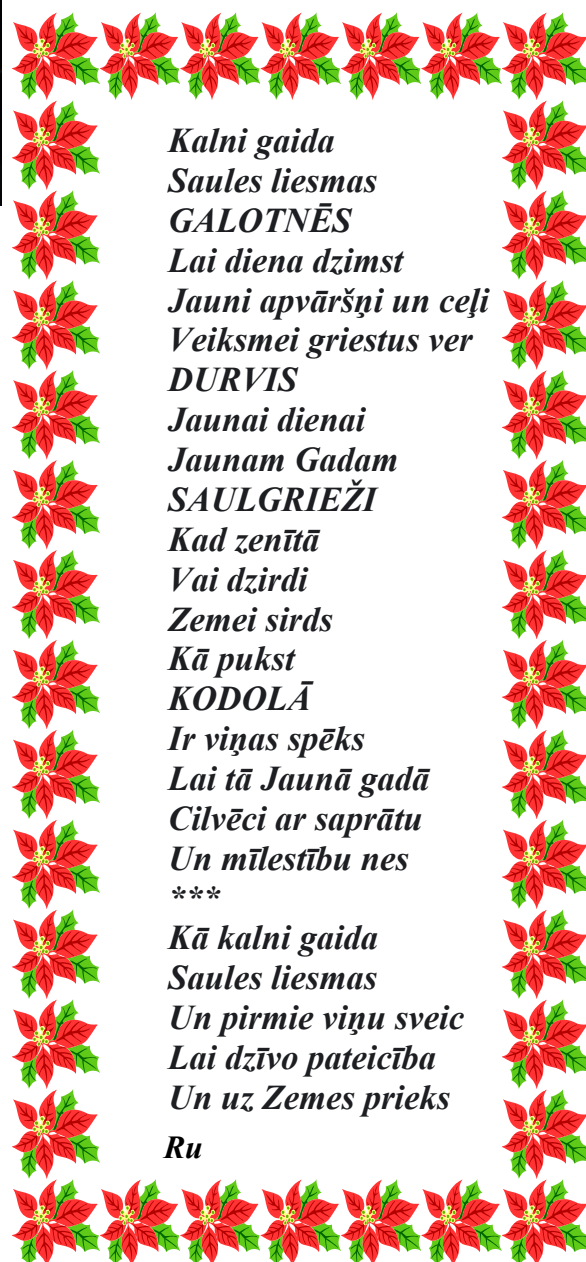 Kalni gaida
Saules liesmas
GALOTNĒS
Lai diena dzimst
Jauni apvāršņi un ceļi
Veiksmei griestus ver
DURVIS
Jaunai dienai
Jaunam Gadam
SAULGRIEŽI
Kad zenītā
Vai dzirdi
Zemei sirds
Kā pukst
KODOLĀ
Ir viņas spēks
Lai tā Jaunā gadā
Cilvēci ar saprātu
Un mīlestību nes
***
Kā kalni gaida
Saules liesmas
Un pirmie viņu sveic
Lai dzīvo pateicība
Un uz Zemes prieks
Ru